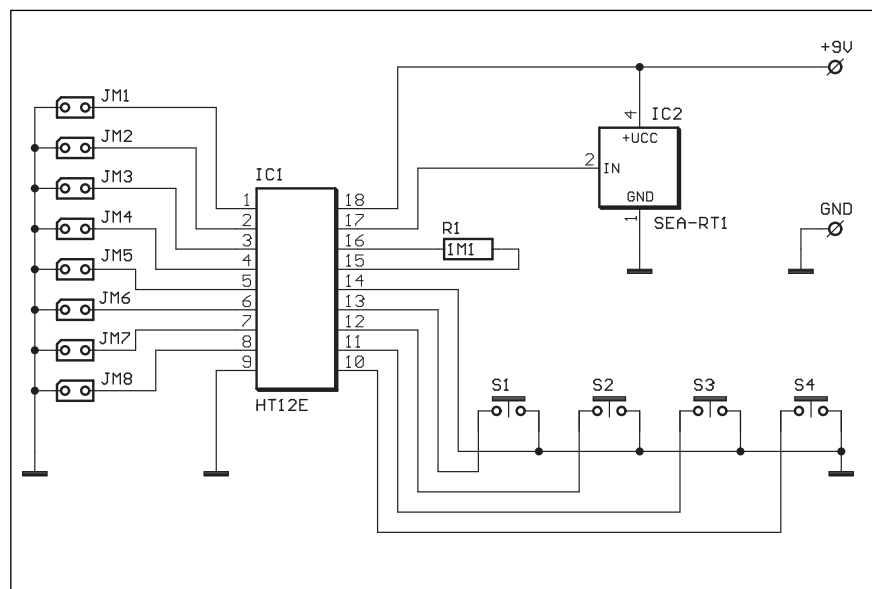 +9V
JM1
JM2
JM3
JM4
JM5
JM6
JM7
JM8
IC1
1
2
3
4
5
6
7
8
9
18
17
16
15
14
13
12
11
10
HT12E
R1
1M1
IC2
4
+UCC
2
IN
GND
1
SEA-RT1
GND
S1
S2
S3
S4